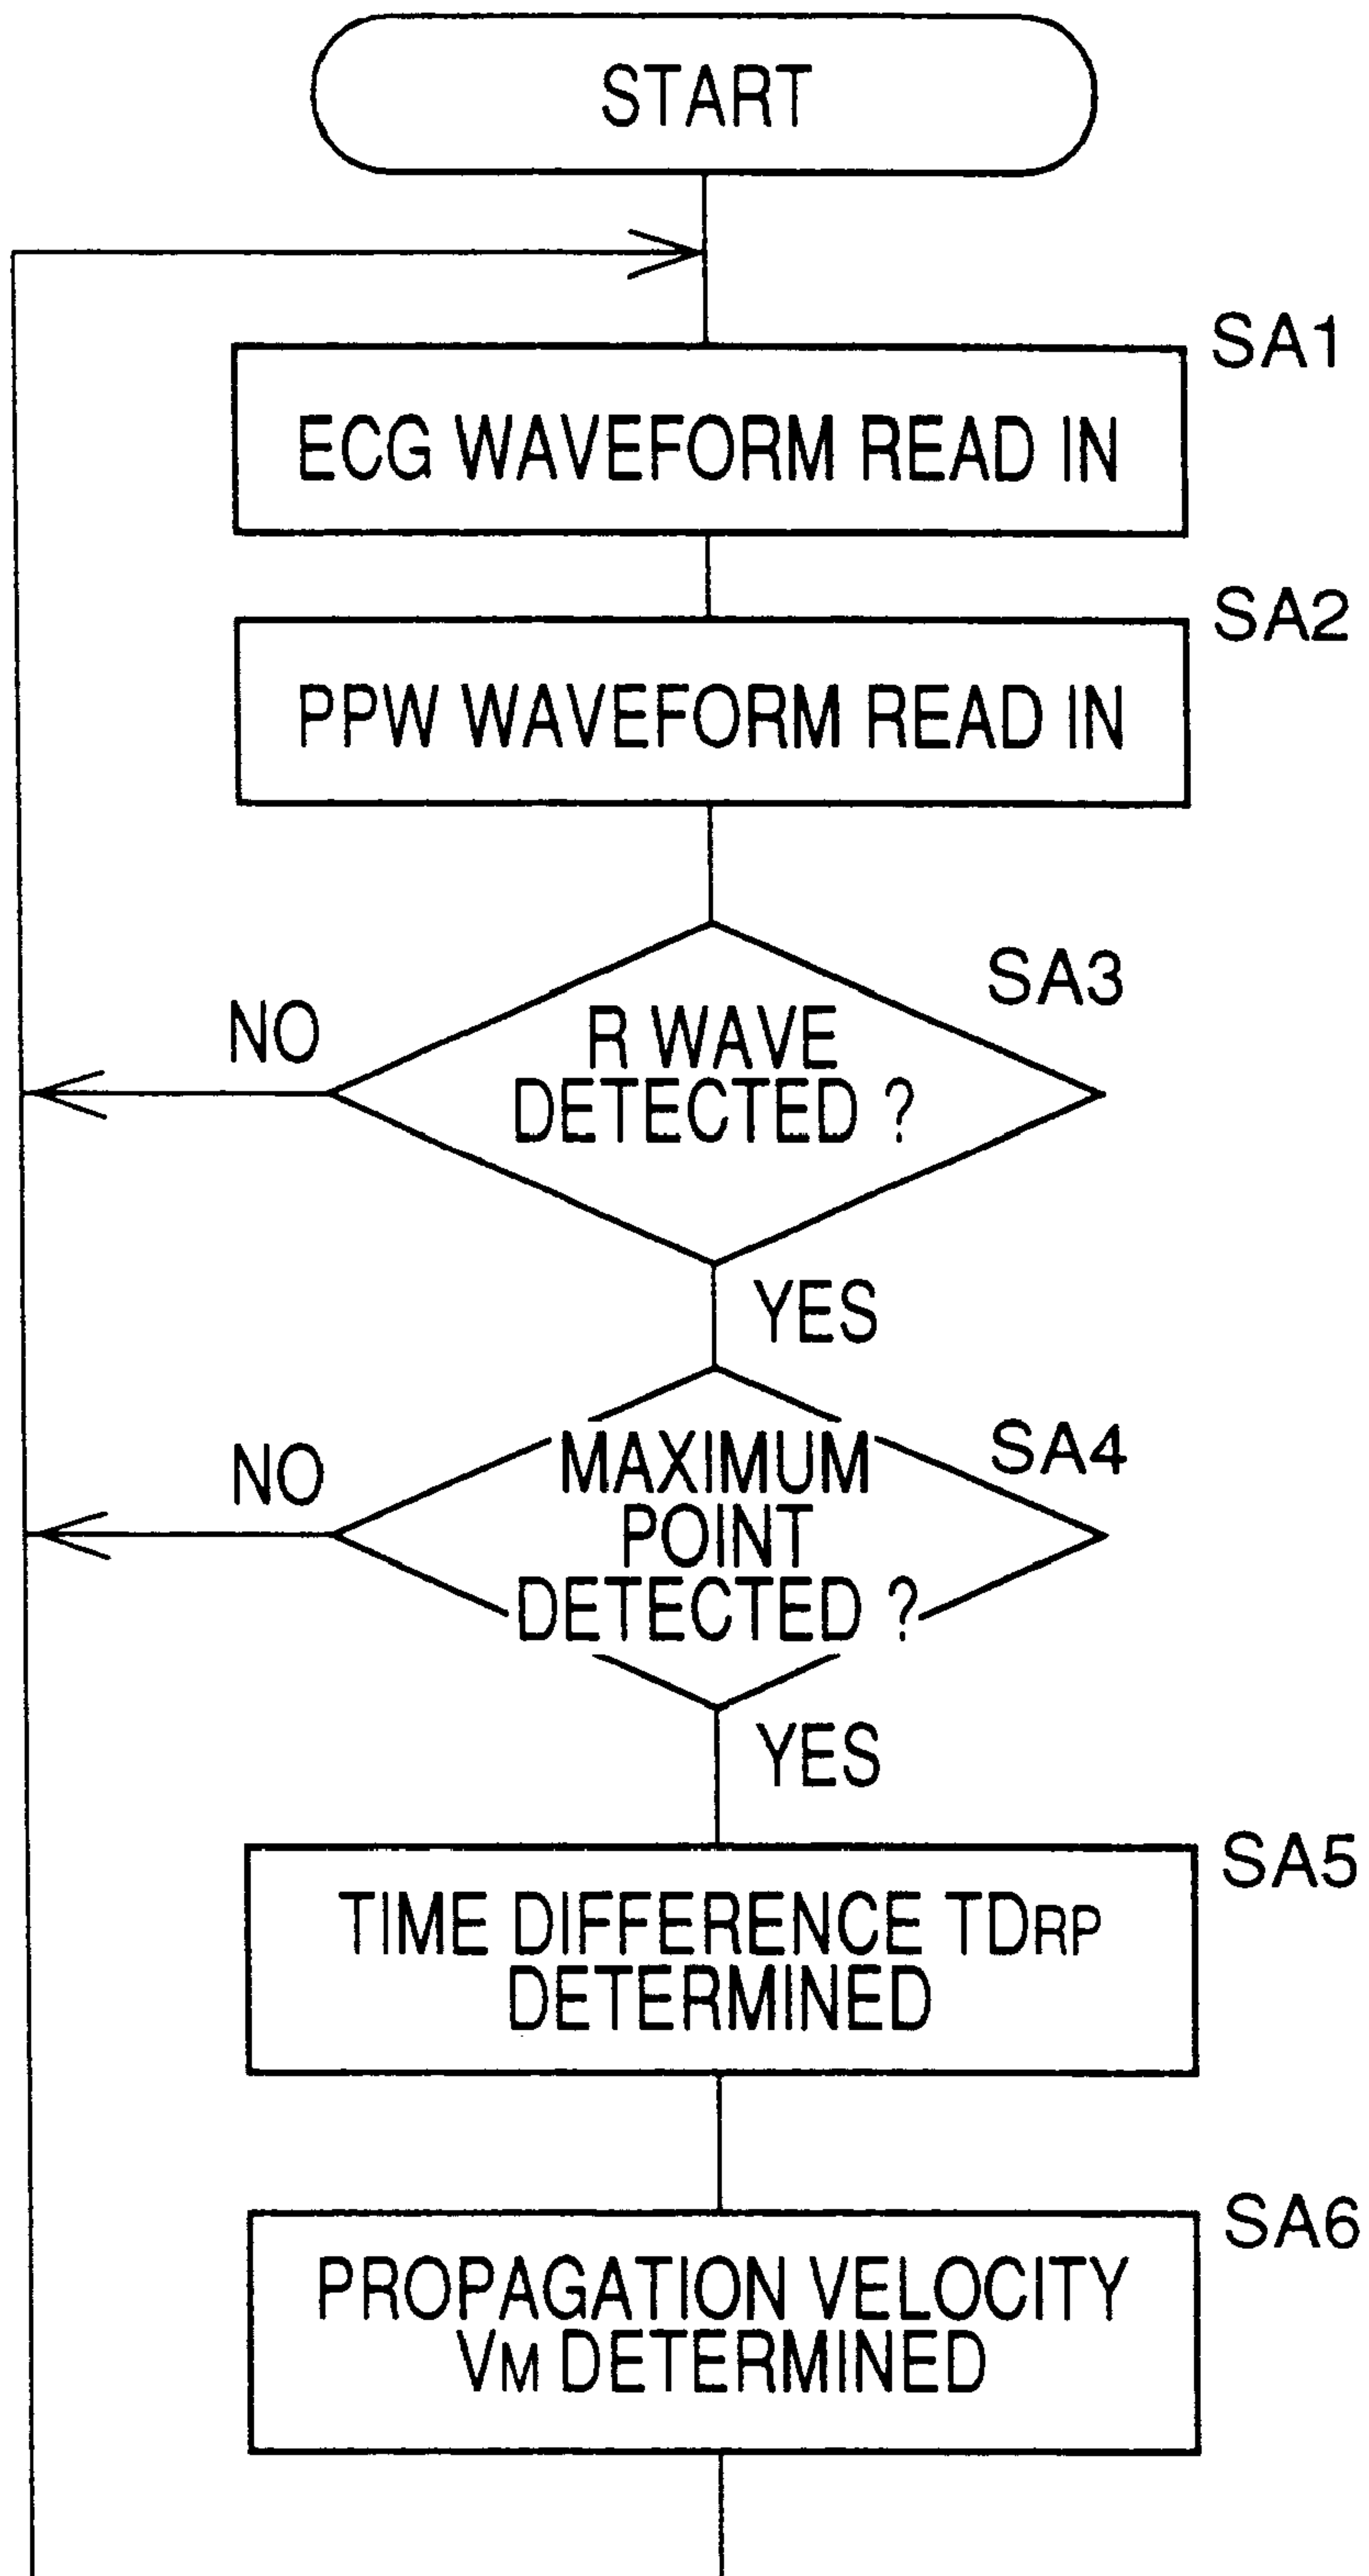 START
SA1
ECG WAVEFORM READ IN
SA2
PPW WAVEFORM READ IN
SA3
R WAVE
DETECTED ?
NO
YES
SA4
MAXIMUM
POINT
DETECTED ?
NO
YES
SA5
TIME DIFFERENCE TDRP
DETERMINED
SA6
PROPAGATION VELOCITY
VM DETERMINED